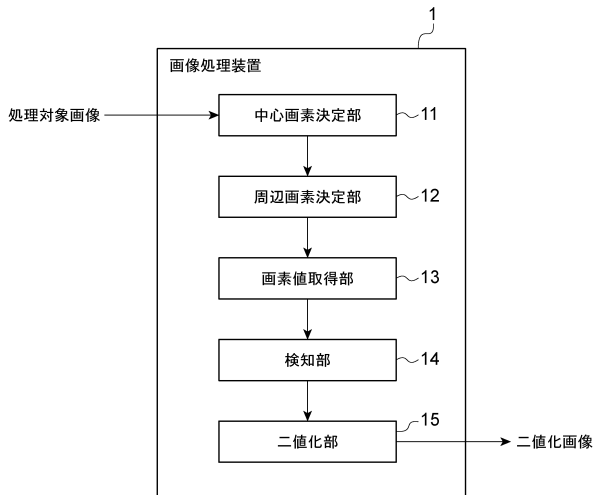 1
画像処理装置
処理対象画像
中心画素決定部
11
周辺画素決定部
12
画素値取得部
13
検知部
14
15
二値化部
二値化画像